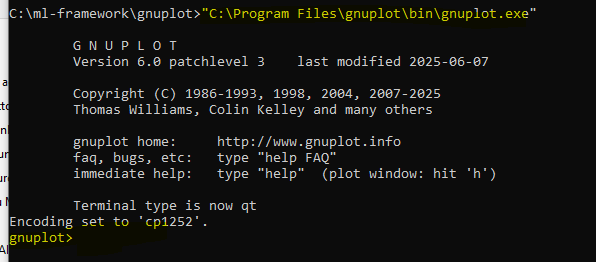 C:\ml-framework\gnuplot>"C:\Program Files\gnuplot\bin\gnuplot.exe"
G N U P L O T
Version 6.0 patchlevel 3    last modified 2025-06-07
Copyright (C) 1986-1993, 1998, 2004, 2007-2025
Thomas Williams, Colin Kelley and many others
gnuplot home:     http://www.gnuplot.info
faq, bugs, etc:   type "help FAQ"
immediate help:   type "help"  (plot window: hit 'h')
Terminal type is now qt
Encoding set to 'cp1252'.
gnuplot>